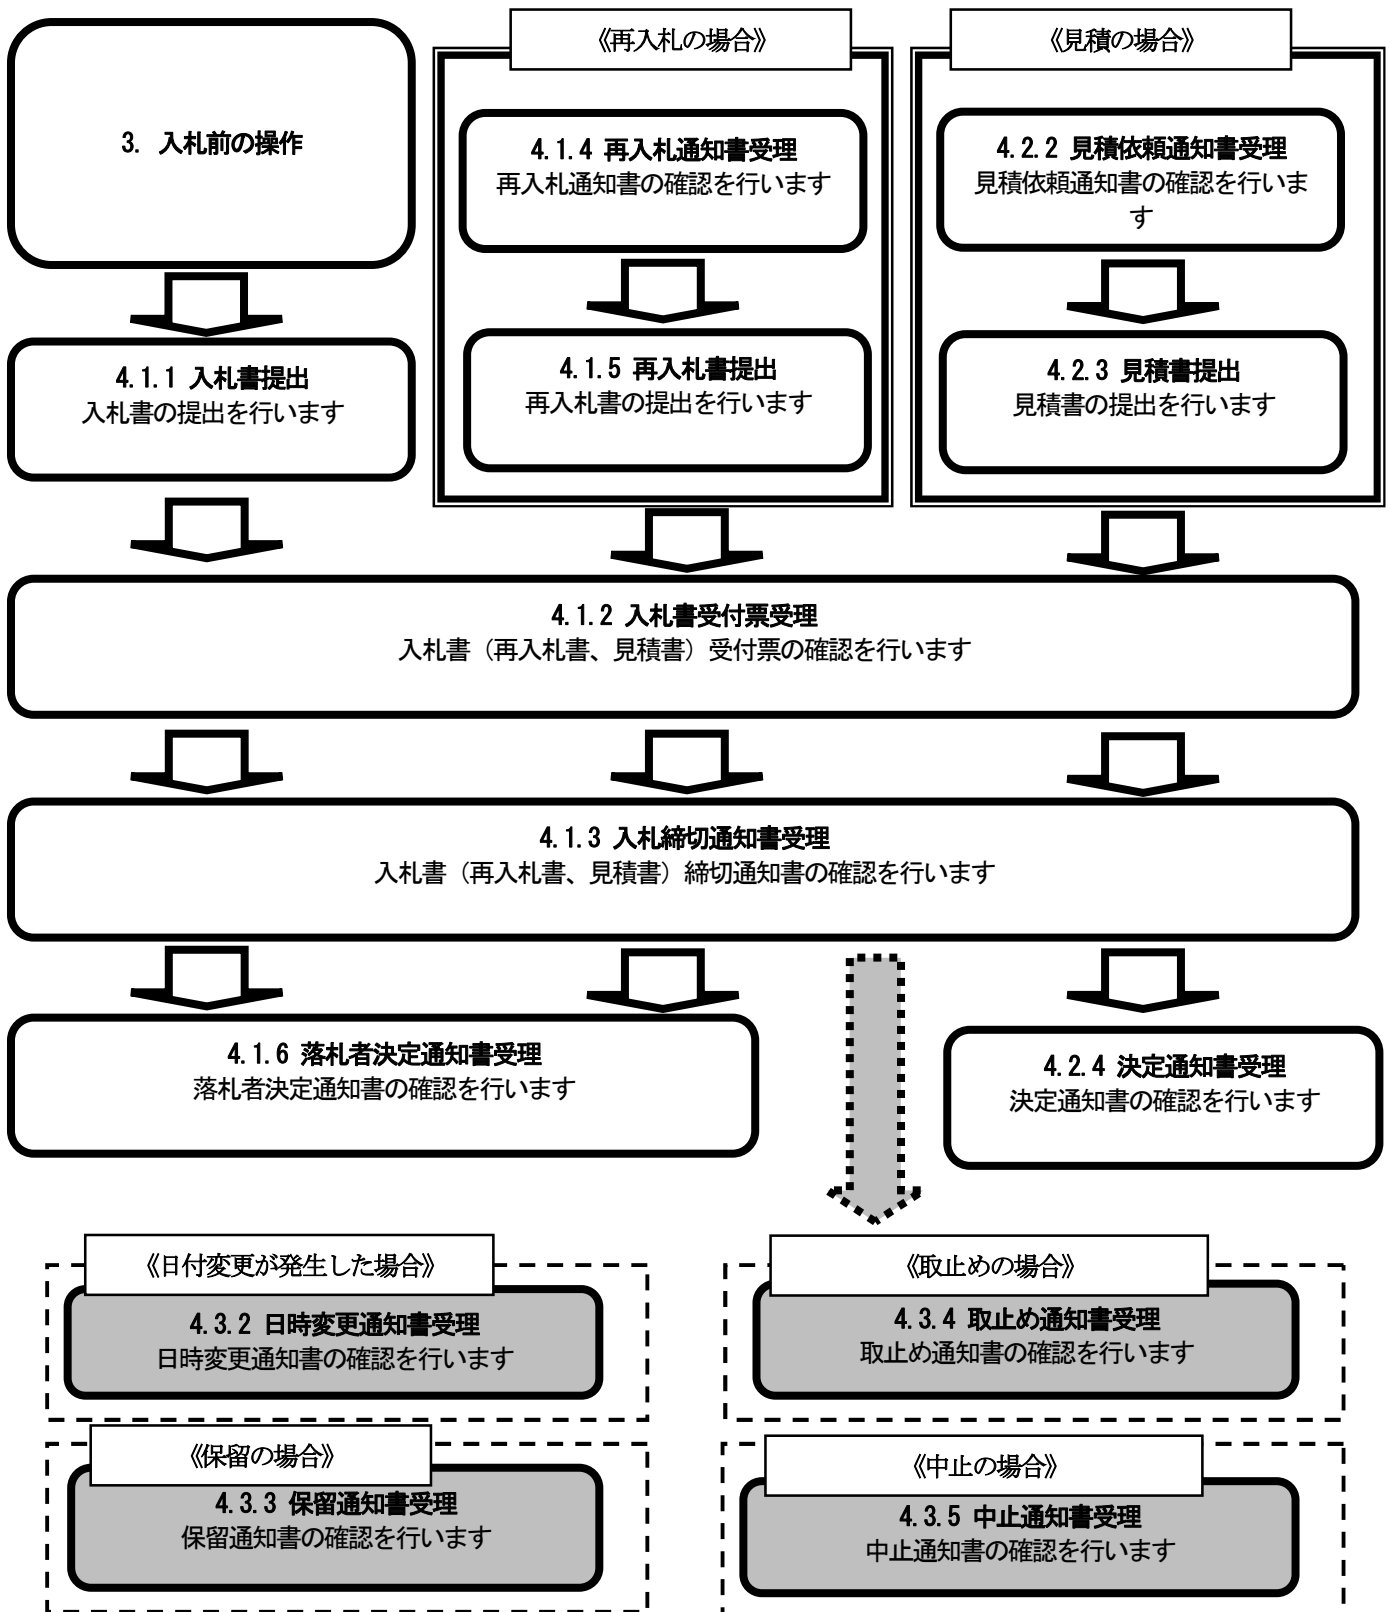 3. 入札前の操作
《再入札の場合》
4.1.4 再入札通知書受理
再入札通知書の確認を行います
《見積の場合》
4.2.2 見積依頼通知書受理
見積依頼通知書の確認を行いま
す
4.1.1 入札書提出
入札書の提出を行います
4.1.5 再入札書提出
再入札書の提出を行います
4.2.3 見積書提出
見積書の提出を行います
4.1.2 入札書受付票受理
入札書（再入札書、見積書）受付票の確認を行います
4.1.3 入札締切通知書受理
入札書（再入札書、見積書）締切通知書の確認を行います
4.1.6 落札者決定通知書受理
落札者決定通知書の確認を行います
4.2.4 決定通知書受理
決定通知書の確認を行います
《日付変更が発生した場合》
4.3.2 日時変更通知書受理
日時変更通知書の確認を行います
《取止めの場合》
4.3.4 取止め通知書受理
取止め通知書の確認を行います
《保留の場合》
4.3.3 保留通知書受理
保留通知書の確認を行います
《中止の場合》
4.3.5 中止通知書受理
中止通知書の確認を行います